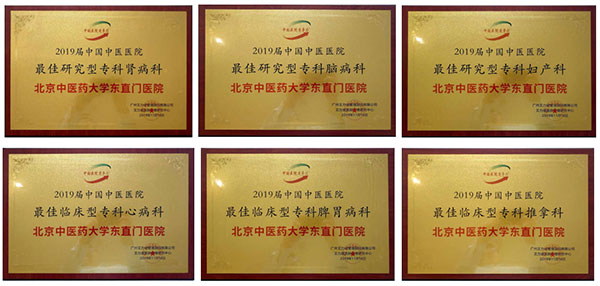 2019届中国中医医院
最佳研究型专科肾病科
北京中医药大学东直门医院
2019届中国中医医院
最佳研究型专科脑病科
北京中医药大学东直门医院
2019届中国中医医院
最佳研究型专科妇产科
北京中医药大学东直门医院
2019届中国中医医院
最佳临床型专科心病科
北京中医药大学东直门医院
2019届中国中医医院
最佳临床型专科脾胃病科
北京中医药大学东直门医院
2019届中国中医医院
最佳临床型专科推拿科
北京中医药大学东直门医院